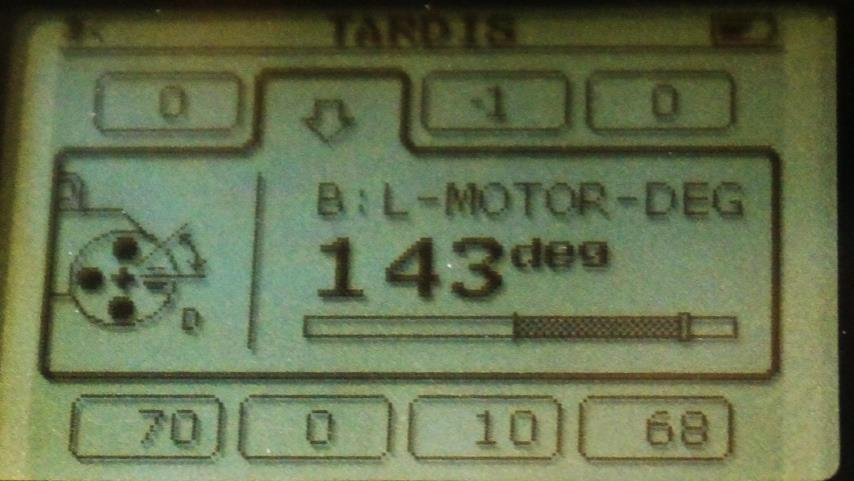 TARDIS
0 -1 0
B:L-MOTOR-DEG
143deg
D
70 0 10 68